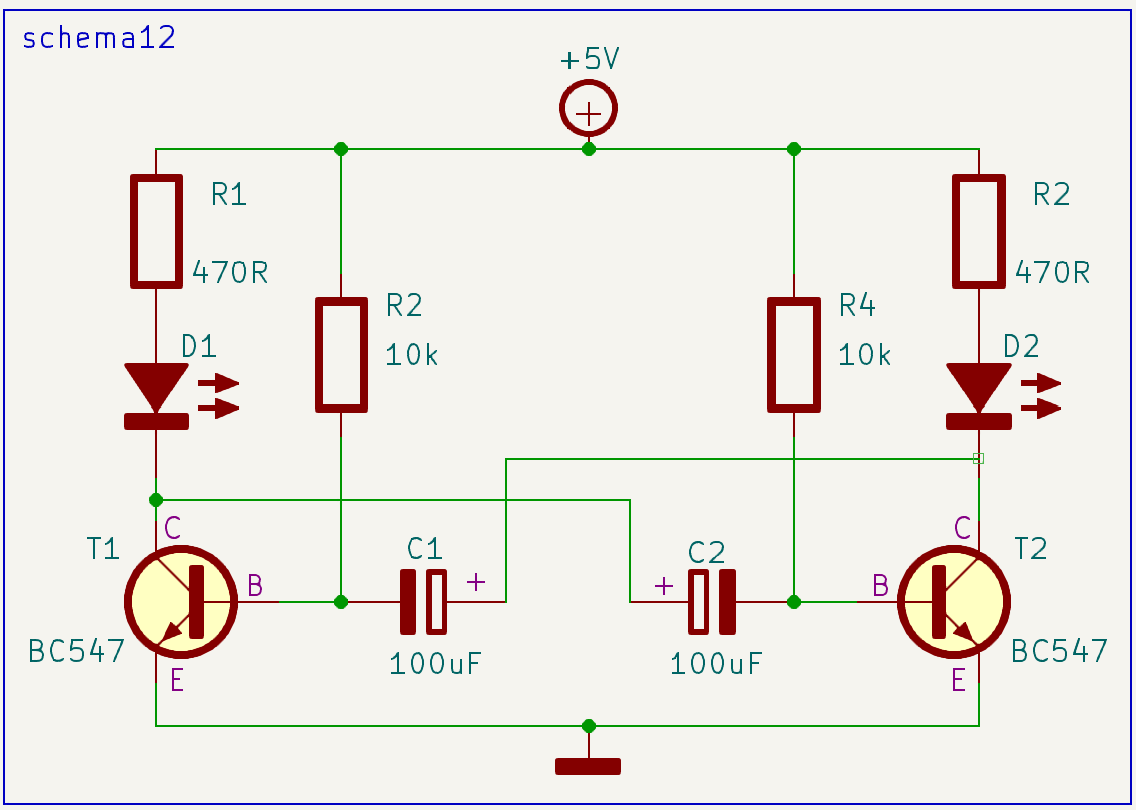 schema12
+5V
R1
470R
R2
470R
R2
10k
R4
10k
D1
D2
C
T1
B
BC547
E
C1
+
100uF
C2
+
100uF
C
T2
B
BC547
E